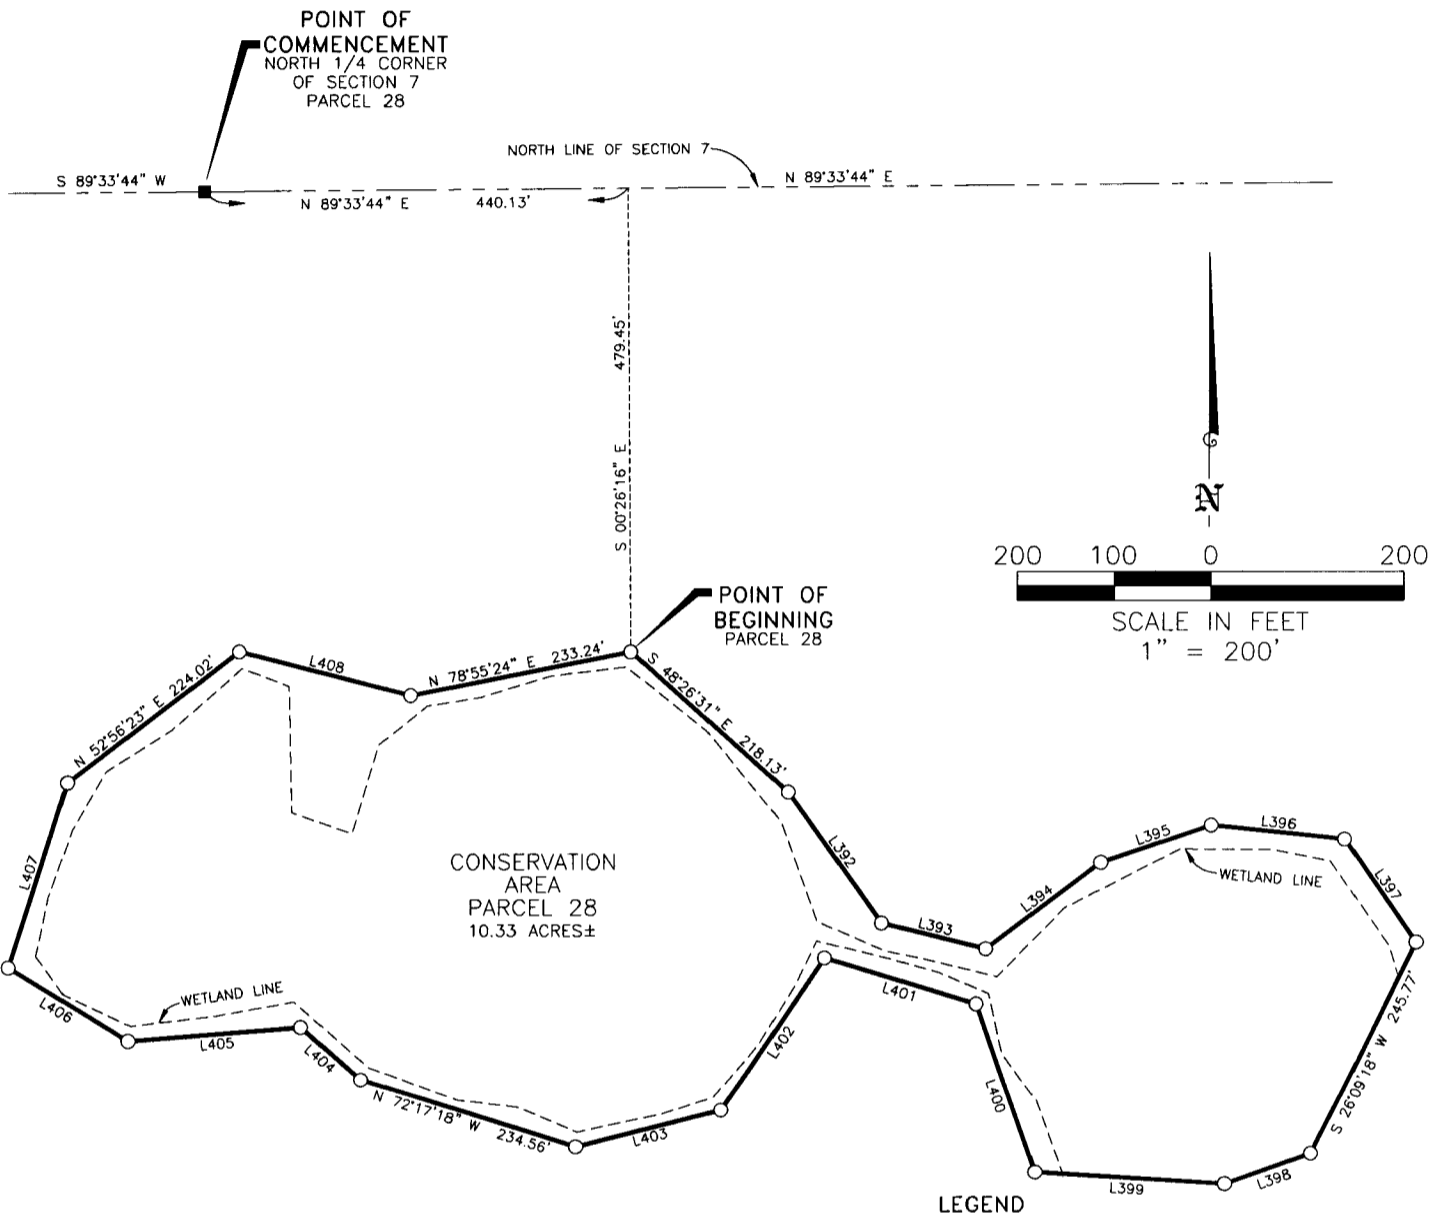 POINT OF
COMMENCEMENT
NORTH 1/4 CORNER
OF SECTION 7
PARCEL 28
NORTH LINE OF SECTION 7
S 89°33'44" W
N 89°33'44" E
N 89°33'44" E 440.13'
S 00°26'16" E 479.45'
N
200 100 0 200
SCALE IN FEET
1" = 200'
POINT OF
BEGINNING
PARCEL 28
L408
N 78°55'24" E 233.24'
S 48°26'31" E 218.13'
N 52°56'23" E 224.02'
L407
L392
L393
L394
L395
L396
L397
WETLAND LINE
CONSERVATION
AREA
PARCEL 28
10.33 ACRES±
WETLAND LINE
L406
L405
L404
N 72°17'18" W 234.56'
L403
L402
L401
L400
L399
L398
S 26°09'18" W 245.77'
LEGEND